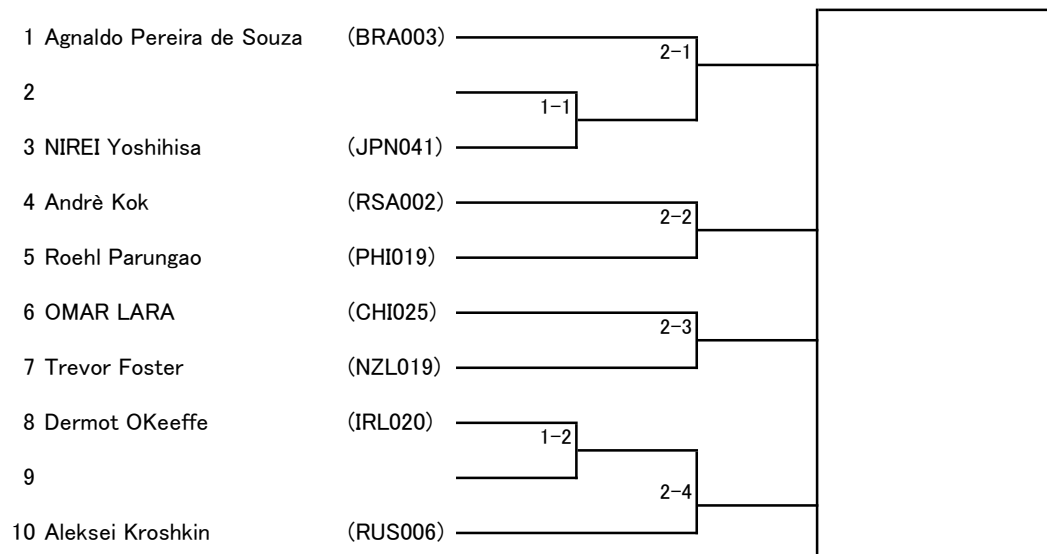 1 Agnaldo Pereira de Souza (BRA003)
2-1
2
1-1
3 NIREI Yoshihisa (JPN041)
4 Andrè Kok (RSA002)
2-2
5 Roehl Parungao (PHI019)
6 OMAR LARA (CHI025)
2-3
7 Trevor Foster (NZL019)
8 Dermot OKeeffe (IRL020)
1-2
9
2-4
10 Aleksei Kroshkin (RUS006)